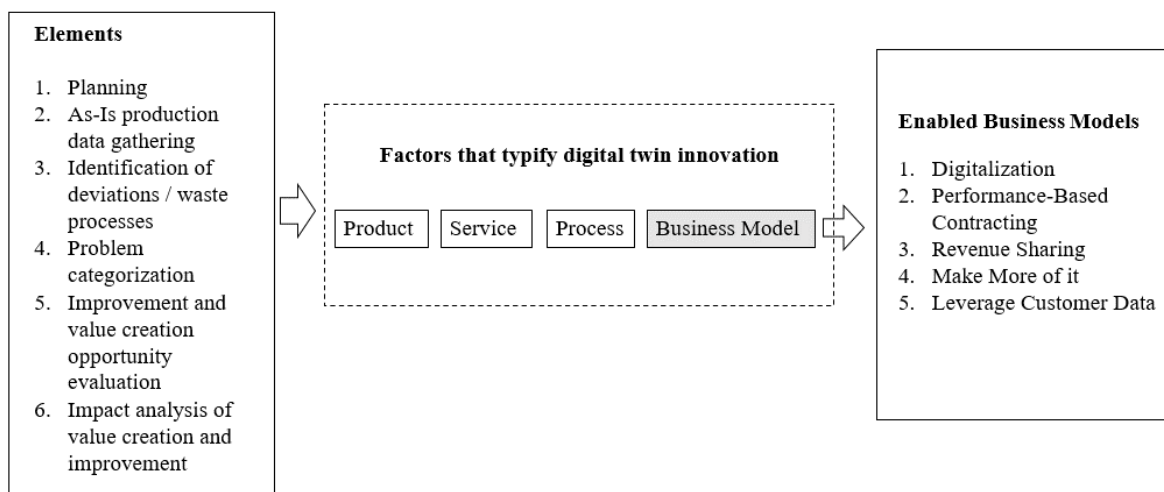 Elements
1. Planning
2. As-Is production
data gathering
3. Identification of
deviations / waste
processes
4. Problem
categorization
5. Improvement and
value creation
opportunity
evaluation
6. Impact analysis of
value creation and
improvement
Factors that typify digital twin innovation
Product Service Process Business Model
Enabled Business Models
1. Digitalization
2. Performance-Based
Contracting
3. Revenue Sharing
4. Make More of it
5. Leverage Customer Data